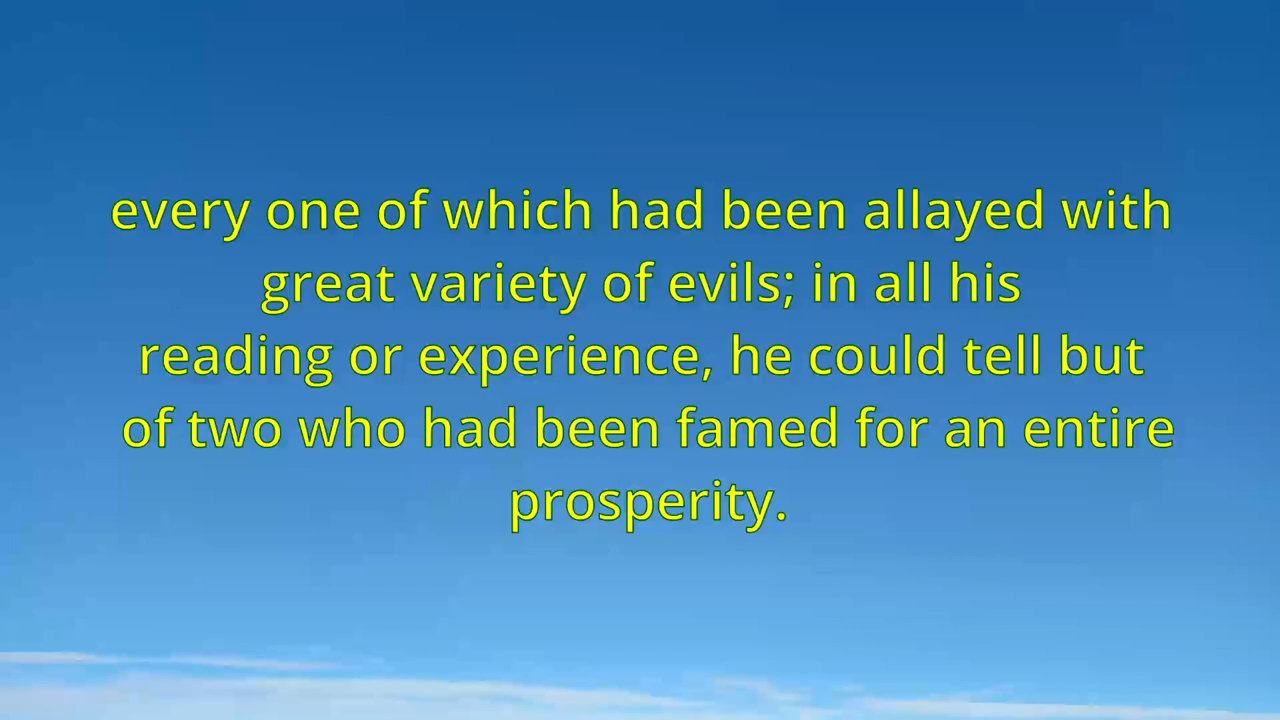 every one of which had been allayed with
great variety of evils; in all his
reading or experience, he could tell but
of two who had been famed for an entire
prosperity.